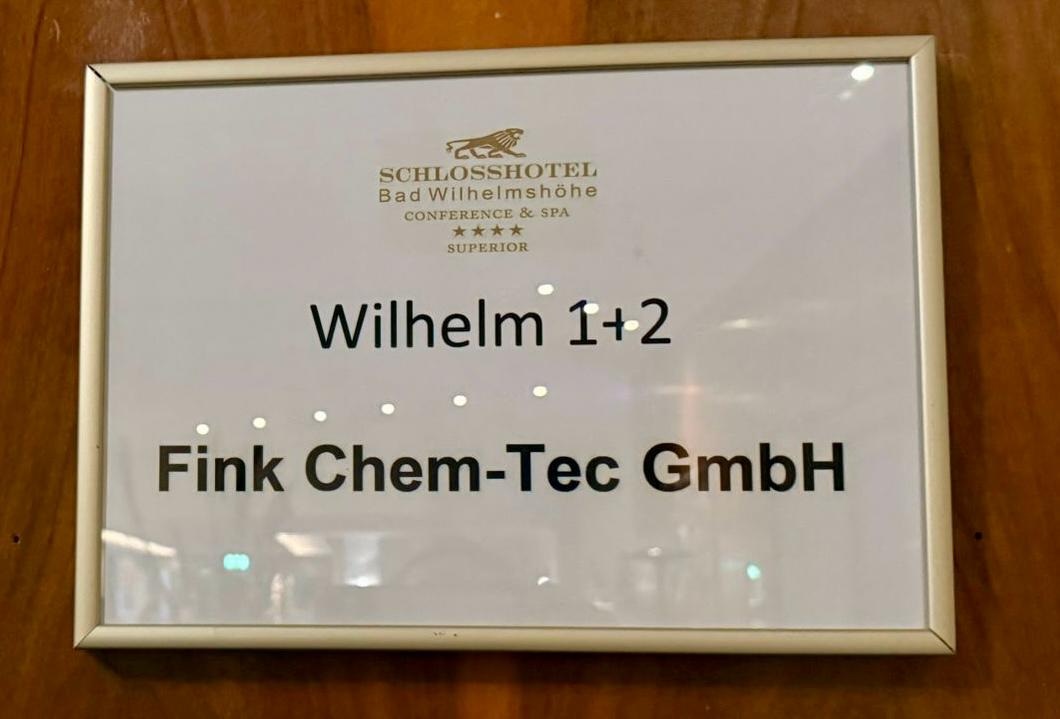 SCHLOSSHOTEL
Bad Wilhelmshöhe
CONFERENCE & SPA
★★★★
SUPERIOR
Wilhelm 1+2
Fink Chem-Tec GmbH